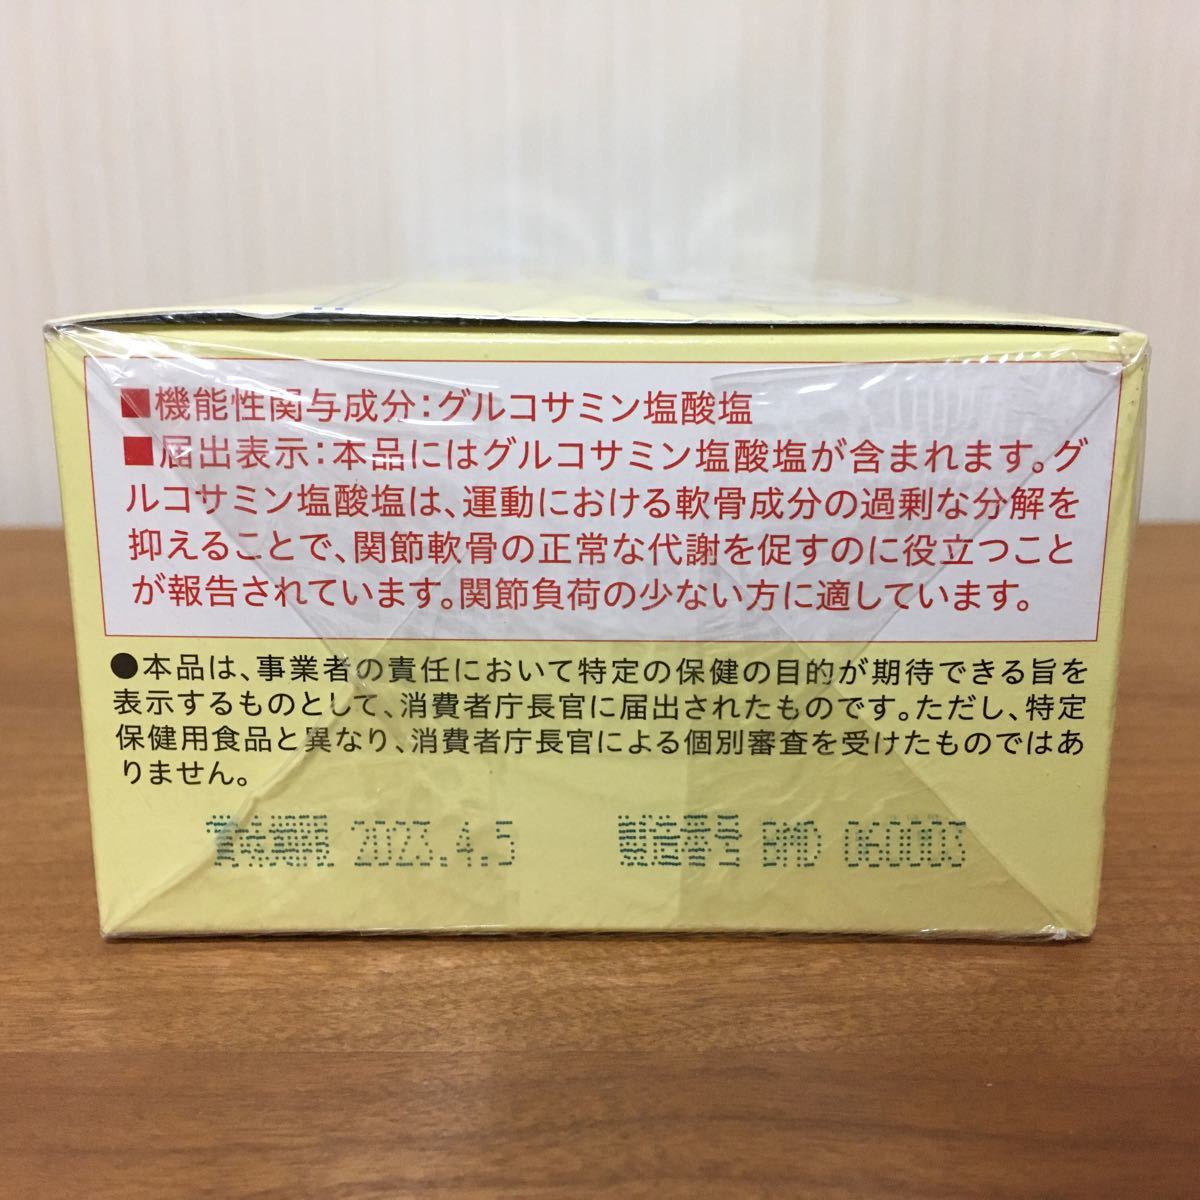 ■機能性関与成分：グルコサミン塩酸塩
■届出表示：本品にはグルコサミン塩酸塩が含まれます。グ
ルコサミン塩酸塩は、運動における軟骨成分の過剰な分解を
抑えることで、関節軟骨の正常な代謝を促すのに役立つこと
が報告されています。関節負荷の少ない方に適しています。
●本品は、事業者の責任において特定の保健の目的が期待できる旨を
表示するものとして、消費者庁長官に届出されたものです。ただし、特定
保健用食品と異なり、消費者庁長官による個別審査を受けたものではあ
りません。
賞味期限 2023.4.5 製造番号 BMD 060003